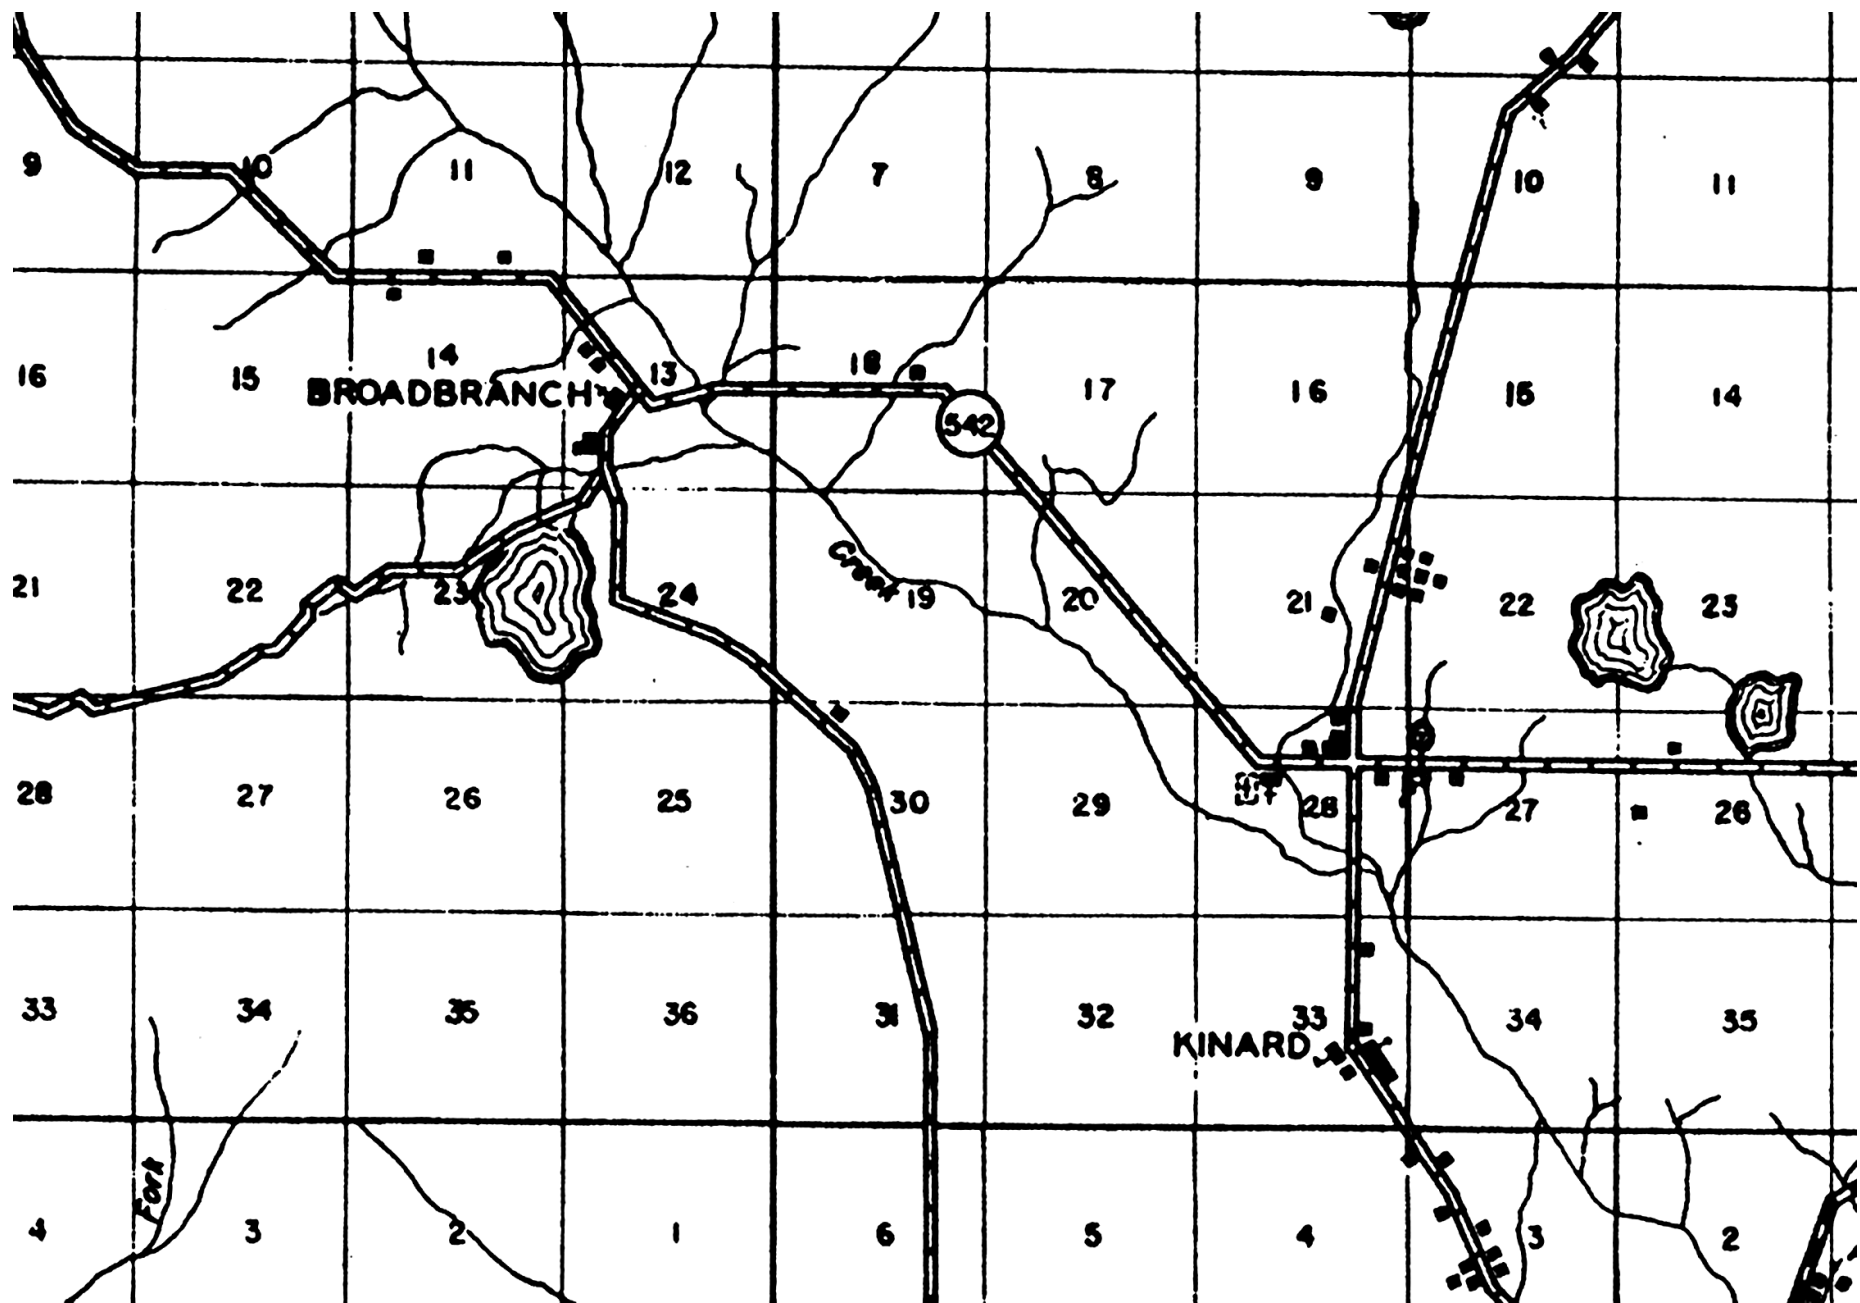 9 10 11 12 7 8 9 10 11
16 15 14 13 18 17 16 15 14
BROADBRANCH
542
Creek
21 22 23 24 19 20 21 22 23
28 27 26 25 30 29 28 27 26
33 34 35 36 31 32 33 34 35
KINARD
Fork
4 3 2 1 6 5 4 3 2